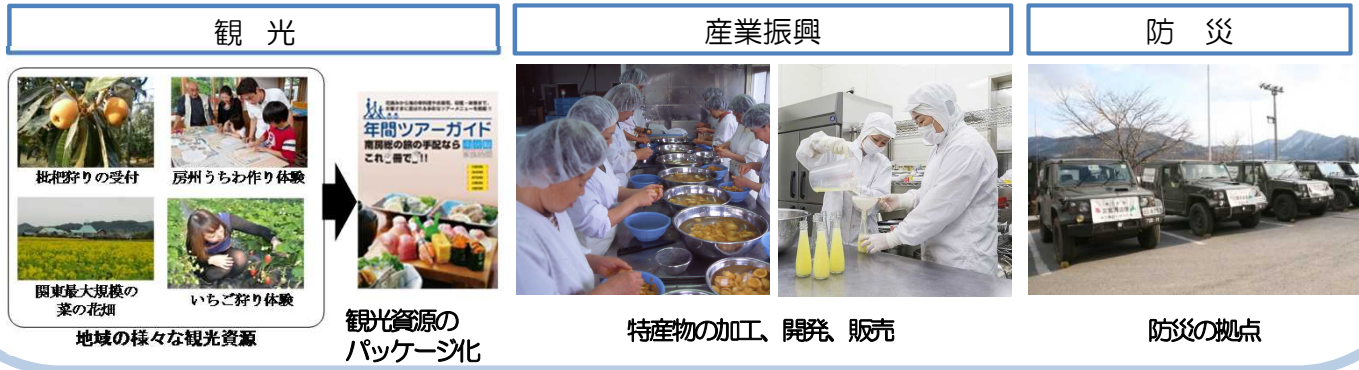 観 光
産業振興
防 災
枇杷狩りの受付
房州うちわ作り体験
関東最大規模の
菜の花畑
いちご狩り体験
地域の様々な観光資源
年間ツアーガイド
南房総の旅の手配なら
これ 冊で
!!
観光資源の
パッケージ化
特産物の加工、開発、販売
防災の拠点